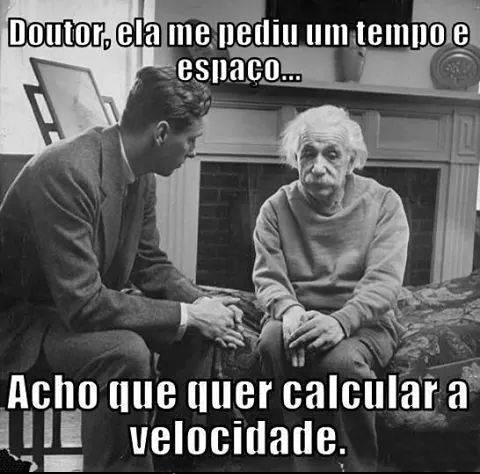 Doutor, ela me pediu um tempo e
espaço...
Acho que quer calcular a
velocidade.